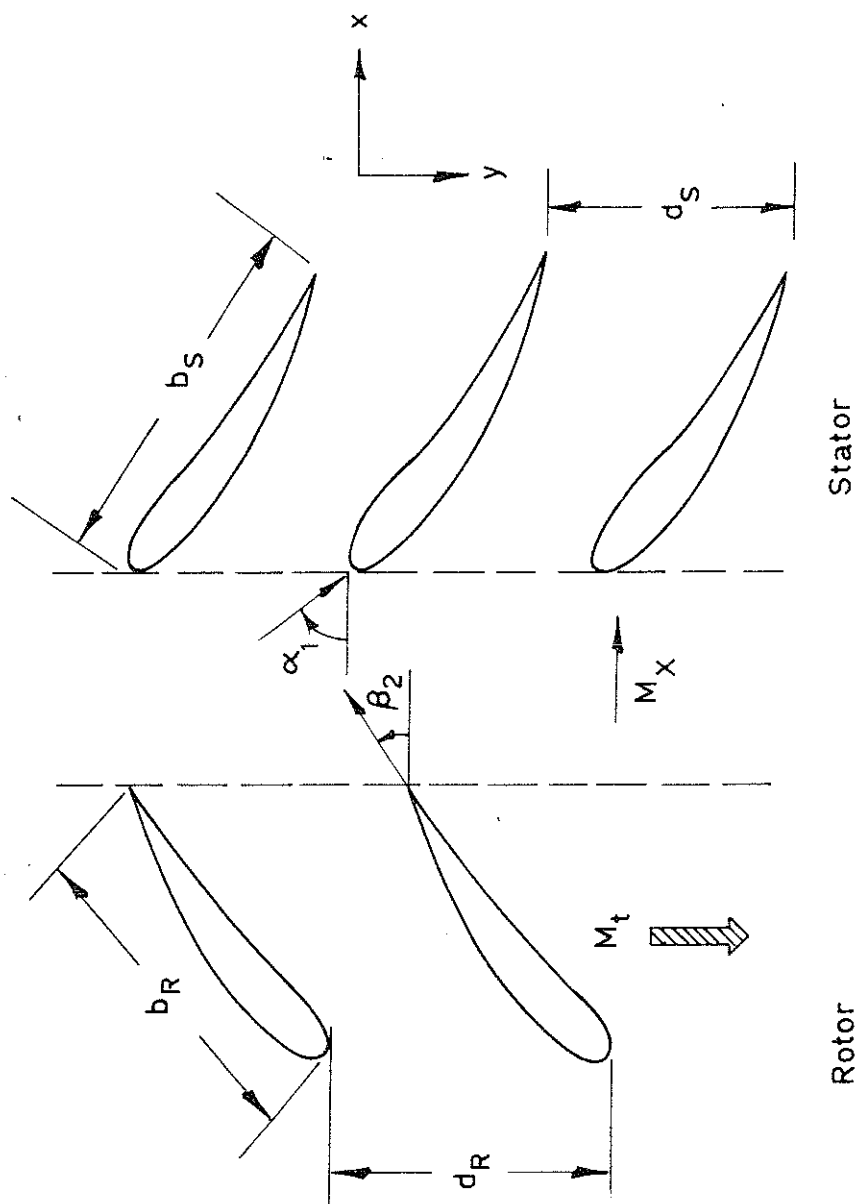 x
y
b_S
d_S
α_1
β_2
M_X
b_R
M_t
d_R
Rotor
Stator